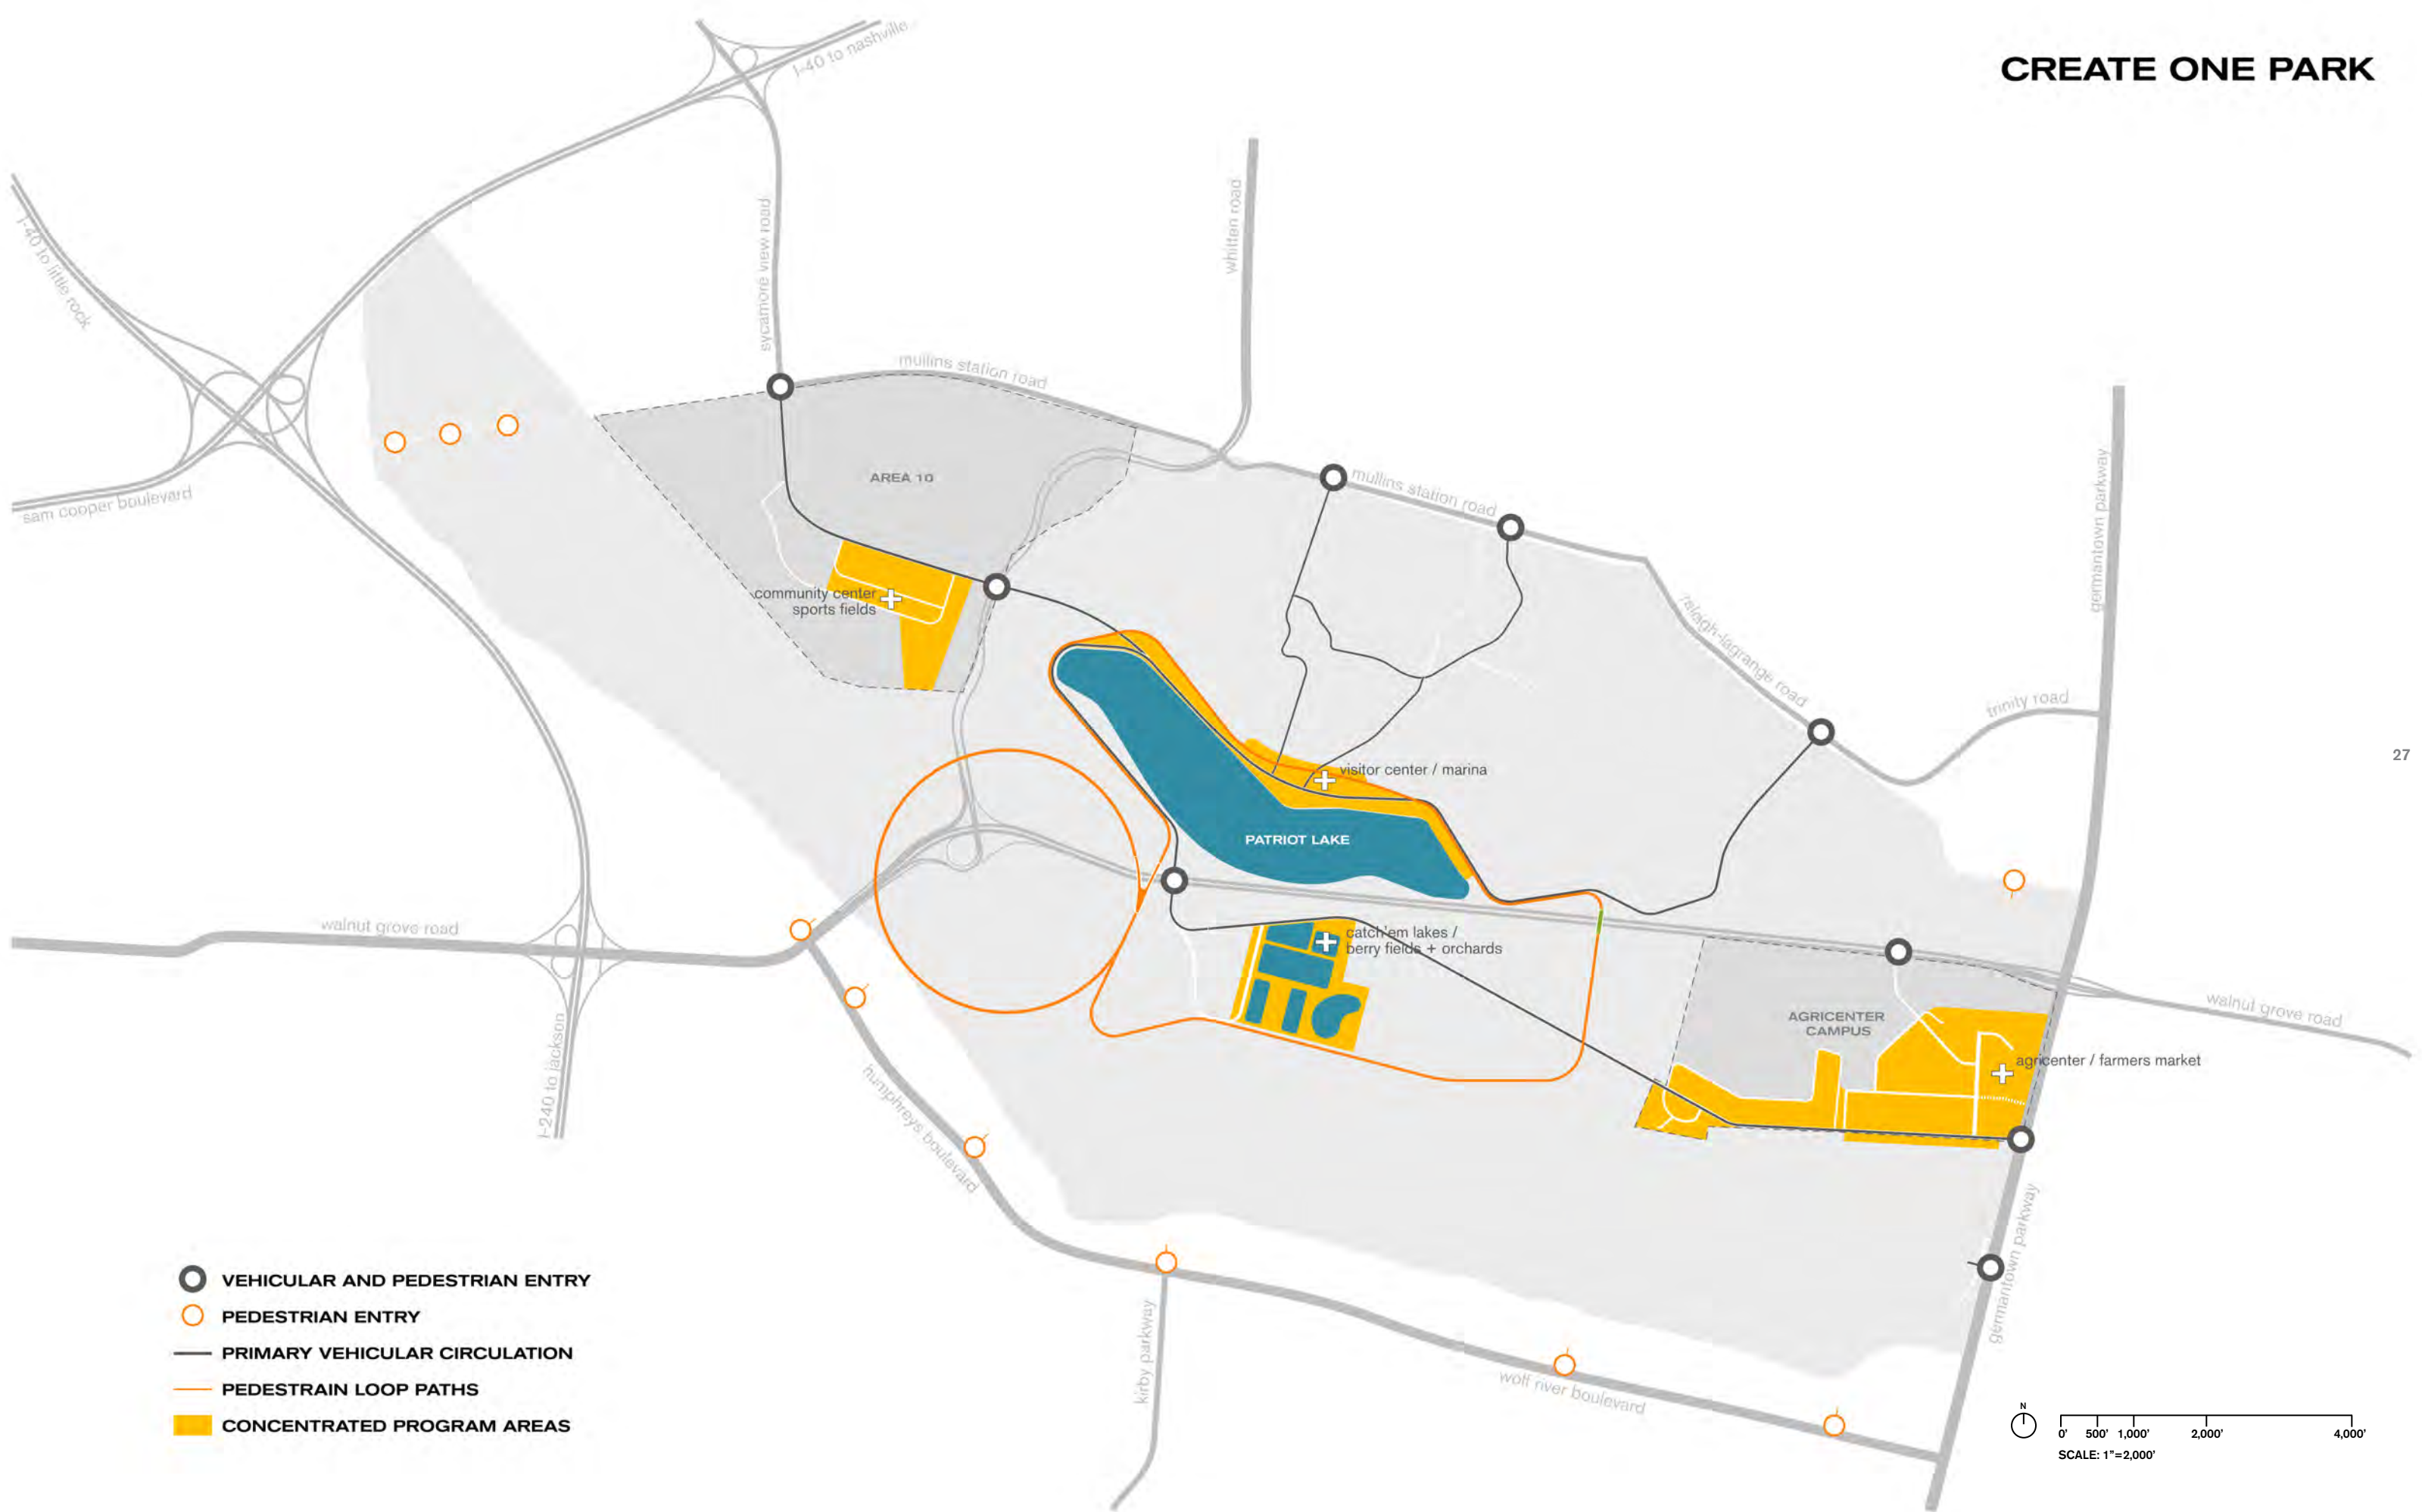 CREATE ONE PARK
I-40 to nashville
I-40 to little rock
sycamore view road
whitten road
mullins station road
germantown parkway
AREA 10
mullins station road
sam cooper boulevard
community center
sports fields
ralagh-lagrange road
trinity road
27
visitor center / marina
PATRIOT LAKE
walnut grove road
catch'em lakes /
berry fields + orchards
AGRICENTER
CAMPUS
walnut grove road
agricenter / farmers market
I-240 to jackson
humphreys boulevard
germantown parkway
kirby parkway
wolf river boulevard
VEHICULAR AND PEDESTRIAN ENTRY
PEDESTRIAN ENTRY
PRIMARY VEHICULAR CIRCULATION
PEDESTRAIN LOOP PATHS
CONCENTRATED PROGRAM AREAS
N
0' 500' 1,000' 2,000' 4,000'
SCALE: 1"=2,000'